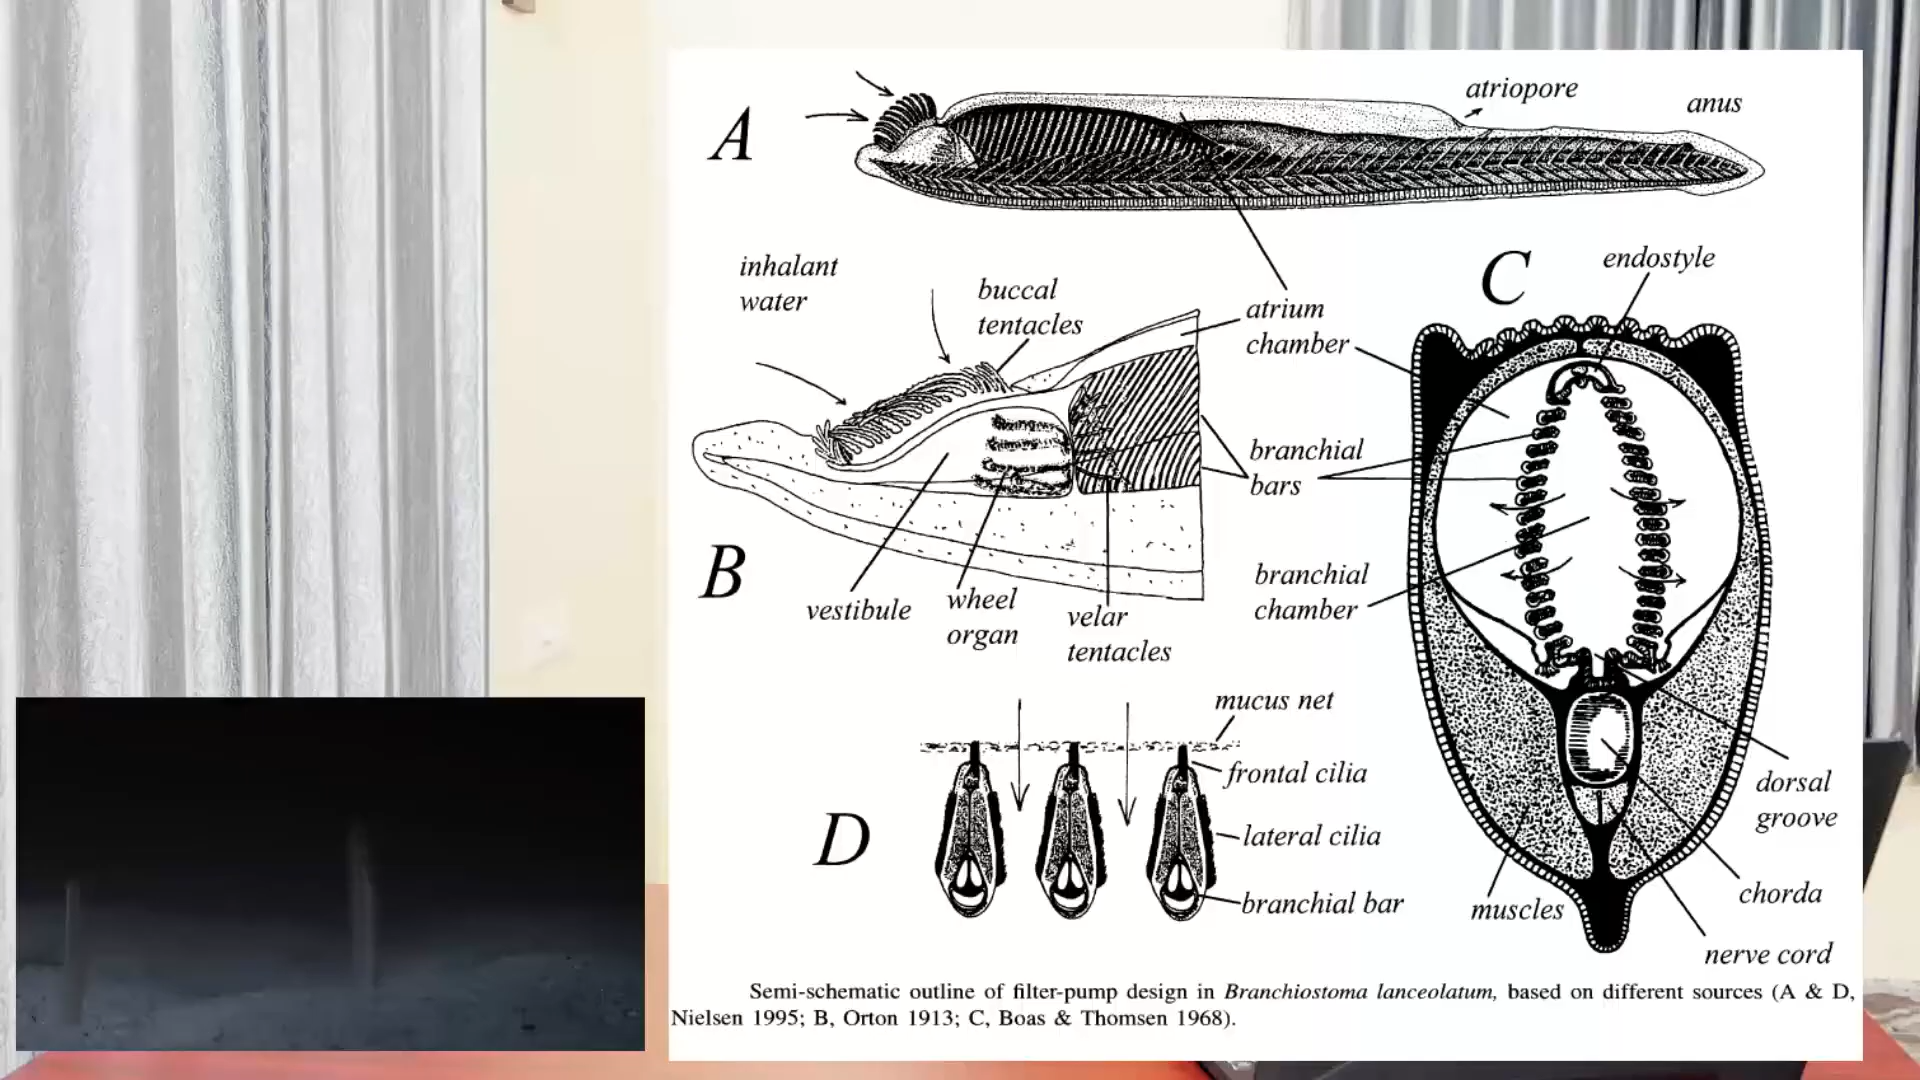 A
atriopore
anus
inhalant
water
buccal
tentacles
atrium
chamber
C
endostyle
branchial
bars
B
vestibule
wheel
organ
velar
tentacles
branchial
chamber
mucus net
frontal cilia
D
lateral cilia
branchial bar
dorsal
groove
chorda
muscles
nerve cord
Semi-schematic outline of filter-pump design in Branchiostoma lanceolatum, based on different sources (A & D,
Nielsen 1995; B, Orton 1913; C, Boas & Thomsen 1968).